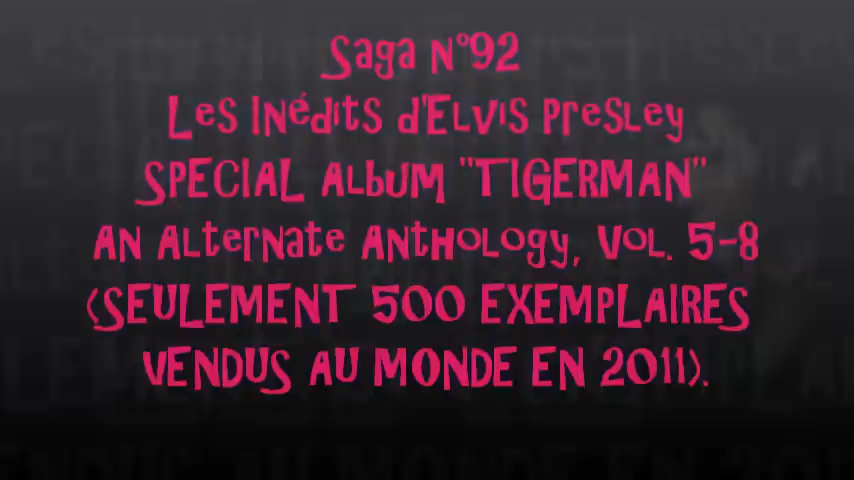 Saga N°92
Les Inédits d'Elvis Presley
SPECIAL ALbUM "TIGERMAN"
AN Alternate Anthology, Vol. 5-8
(SEULEMENT 500 EXEMPLAIRES
VENDUS AU MONDE EN 2011).